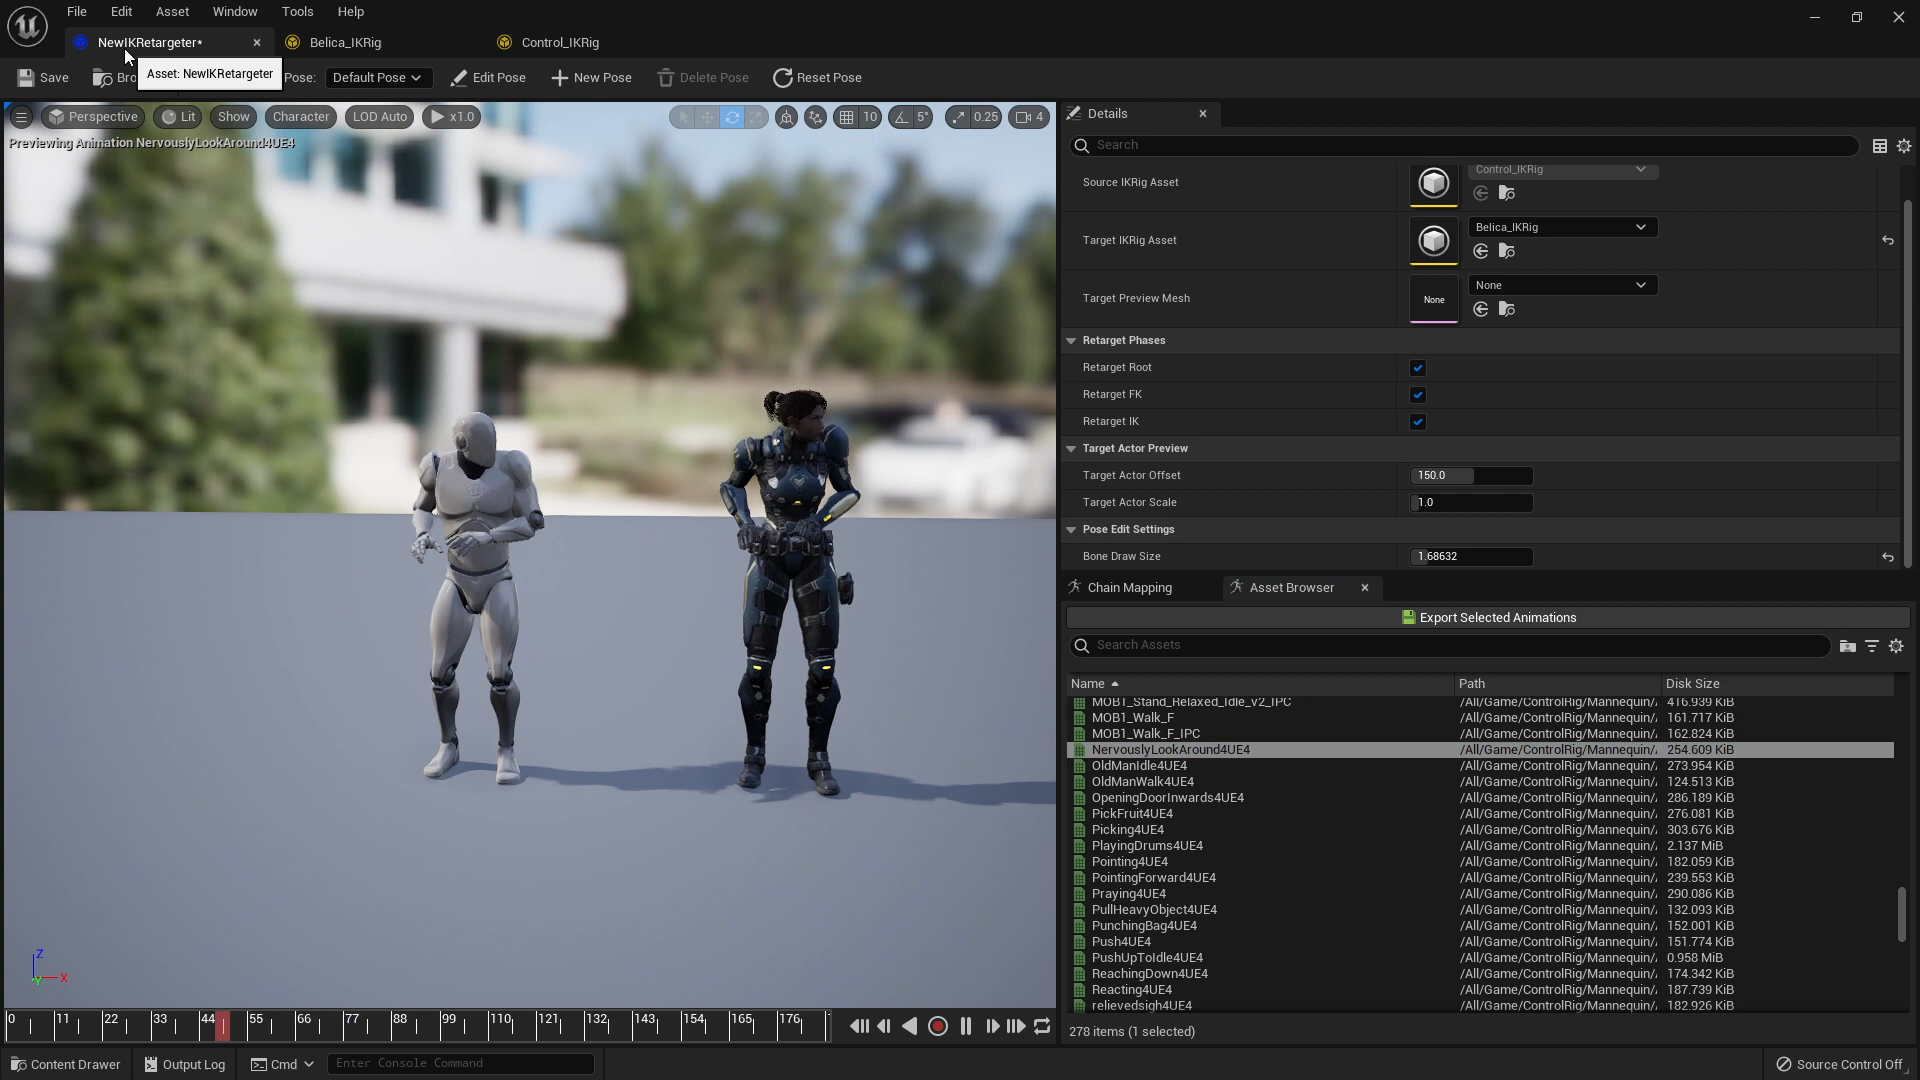 File Edit Asset Window Tools Help
NewIKRetargeter* Belica_IKRig Control_IKRig
Save Bro Pose: Default Pose Edit Pose New Pose Delete Pose Reset Pose
Asset: NewIKRetargeter
Perspective Lit Show Character LOD Auto x1.0 10 5° 0.25 4
Previewing Animation NervouslyLookAround4UE4
Z
X
Y
0 11 22 33 44 55 66 77 88 99 110 121 132 143 154 165 176
Details
Search
Source IKRig Asset Control_IKRig
Target IKRig Asset Belica_IKRig
Target Preview Mesh None None
Retarget Phases
Retarget Root
Retarget FK
Retarget IK
Target Actor Preview
Target Actor Offset 150.0
Target Actor Scale 1.0
Pose Edit Settings
Bone Draw Size 1.68632
Chain Mapping Asset Browser
Export Selected Animations
Search Assets
Name Path Disk Size
MOB1_Stand_Relaxed_Idle_v2_IPC /All/Game/ControlRig/Mannequin/ 416.939 KiB
MOB1_Walk_F /All/Game/ControlRig/Mannequin/ 161.717 KiB
MOB1_Walk_F_IPC /All/Game/ControlRig/Mannequin/ 162.824 KiB
NervouslyLookAround4UE4 /All/Game/ControlRig/Mannequin/ 254.609 KiB
OldManIdle4UE4 /All/Game/ControlRig/Mannequin/ 273.954 KiB
OldManWalk4UE4 /All/Game/ControlRig/Mannequin/ 124.513 KiB
OpeningDoorInwards4UE4 /All/Game/ControlRig/Mannequin/ 286.189 KiB
PickFruit4UE4 /All/Game/ControlRig/Mannequin/ 276.081 KiB
Picking4UE4 /All/Game/ControlRig/Mannequin/ 303.676 KiB
PlayingDrums4UE4 /All/Game/ControlRig/Mannequin/ 2.137 MiB
Pointing4UE4 /All/Game/ControlRig/Mannequin/ 182.059 KiB
PointingForward4UE4 /All/Game/ControlRig/Mannequin/ 239.553 KiB
Praying4UE4 /All/Game/ControlRig/Mannequin/ 290.086 KiB
PullHeavyObject4UE4 /All/Game/ControlRig/Mannequin/ 132.093 KiB
PunchingBag4UE4 /All/Game/ControlRig/Mannequin/ 152.001 KiB
Push4UE4 /All/Game/ControlRig/Mannequin/ 151.774 KiB
PushUpToIdle4UE4 /All/Game/ControlRig/Mannequin/ 0.958 MiB
ReachingDown4UE4 /All/Game/ControlRig/Mannequin/ 174.342 KiB
Reacting4UE4 /All/Game/ControlRig/Mannequin/ 187.739 KiB
relievedsigh4UE4 /All/Game/ControlRig/Mannequin/ 182.926 KiB
278 items (1 selected)
Content Drawer Output Log Cmd Enter Console Command Source Control Off